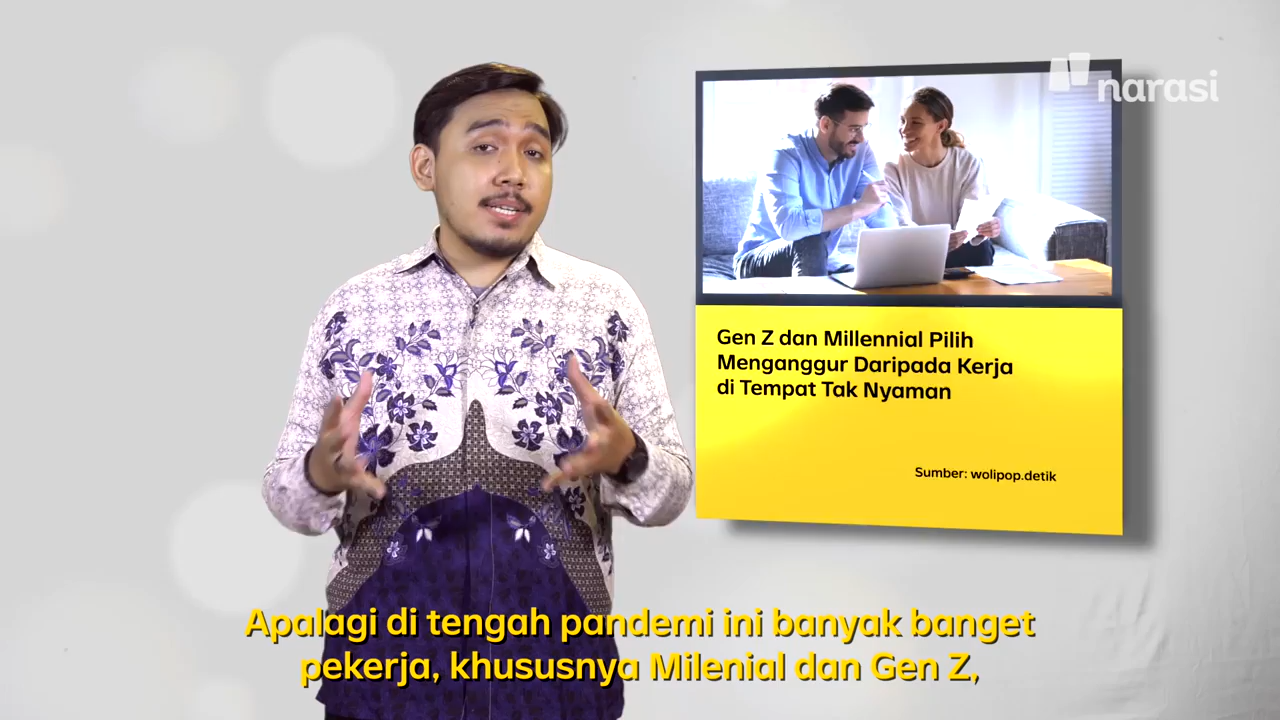 narasi
Gen Z dan Millennial Pilih
Menganggur Daripada Kerja
di Tempat Tak Nyaman
Sumber: wolipop.detik
Apalagi di tengah pandemi ini banyak banget
pekerja, khususnya Milenial dan Gen Z,